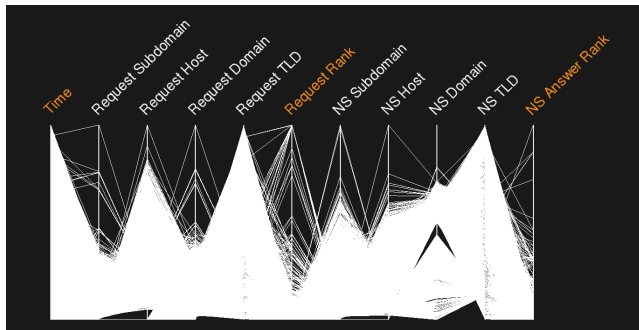 Time
Request Subdomain
Request Host
Request Domain
Request TLD
Request Rank
NS Subdomain
NS Host
NS Domain
NS TLD
NS Answer Rank